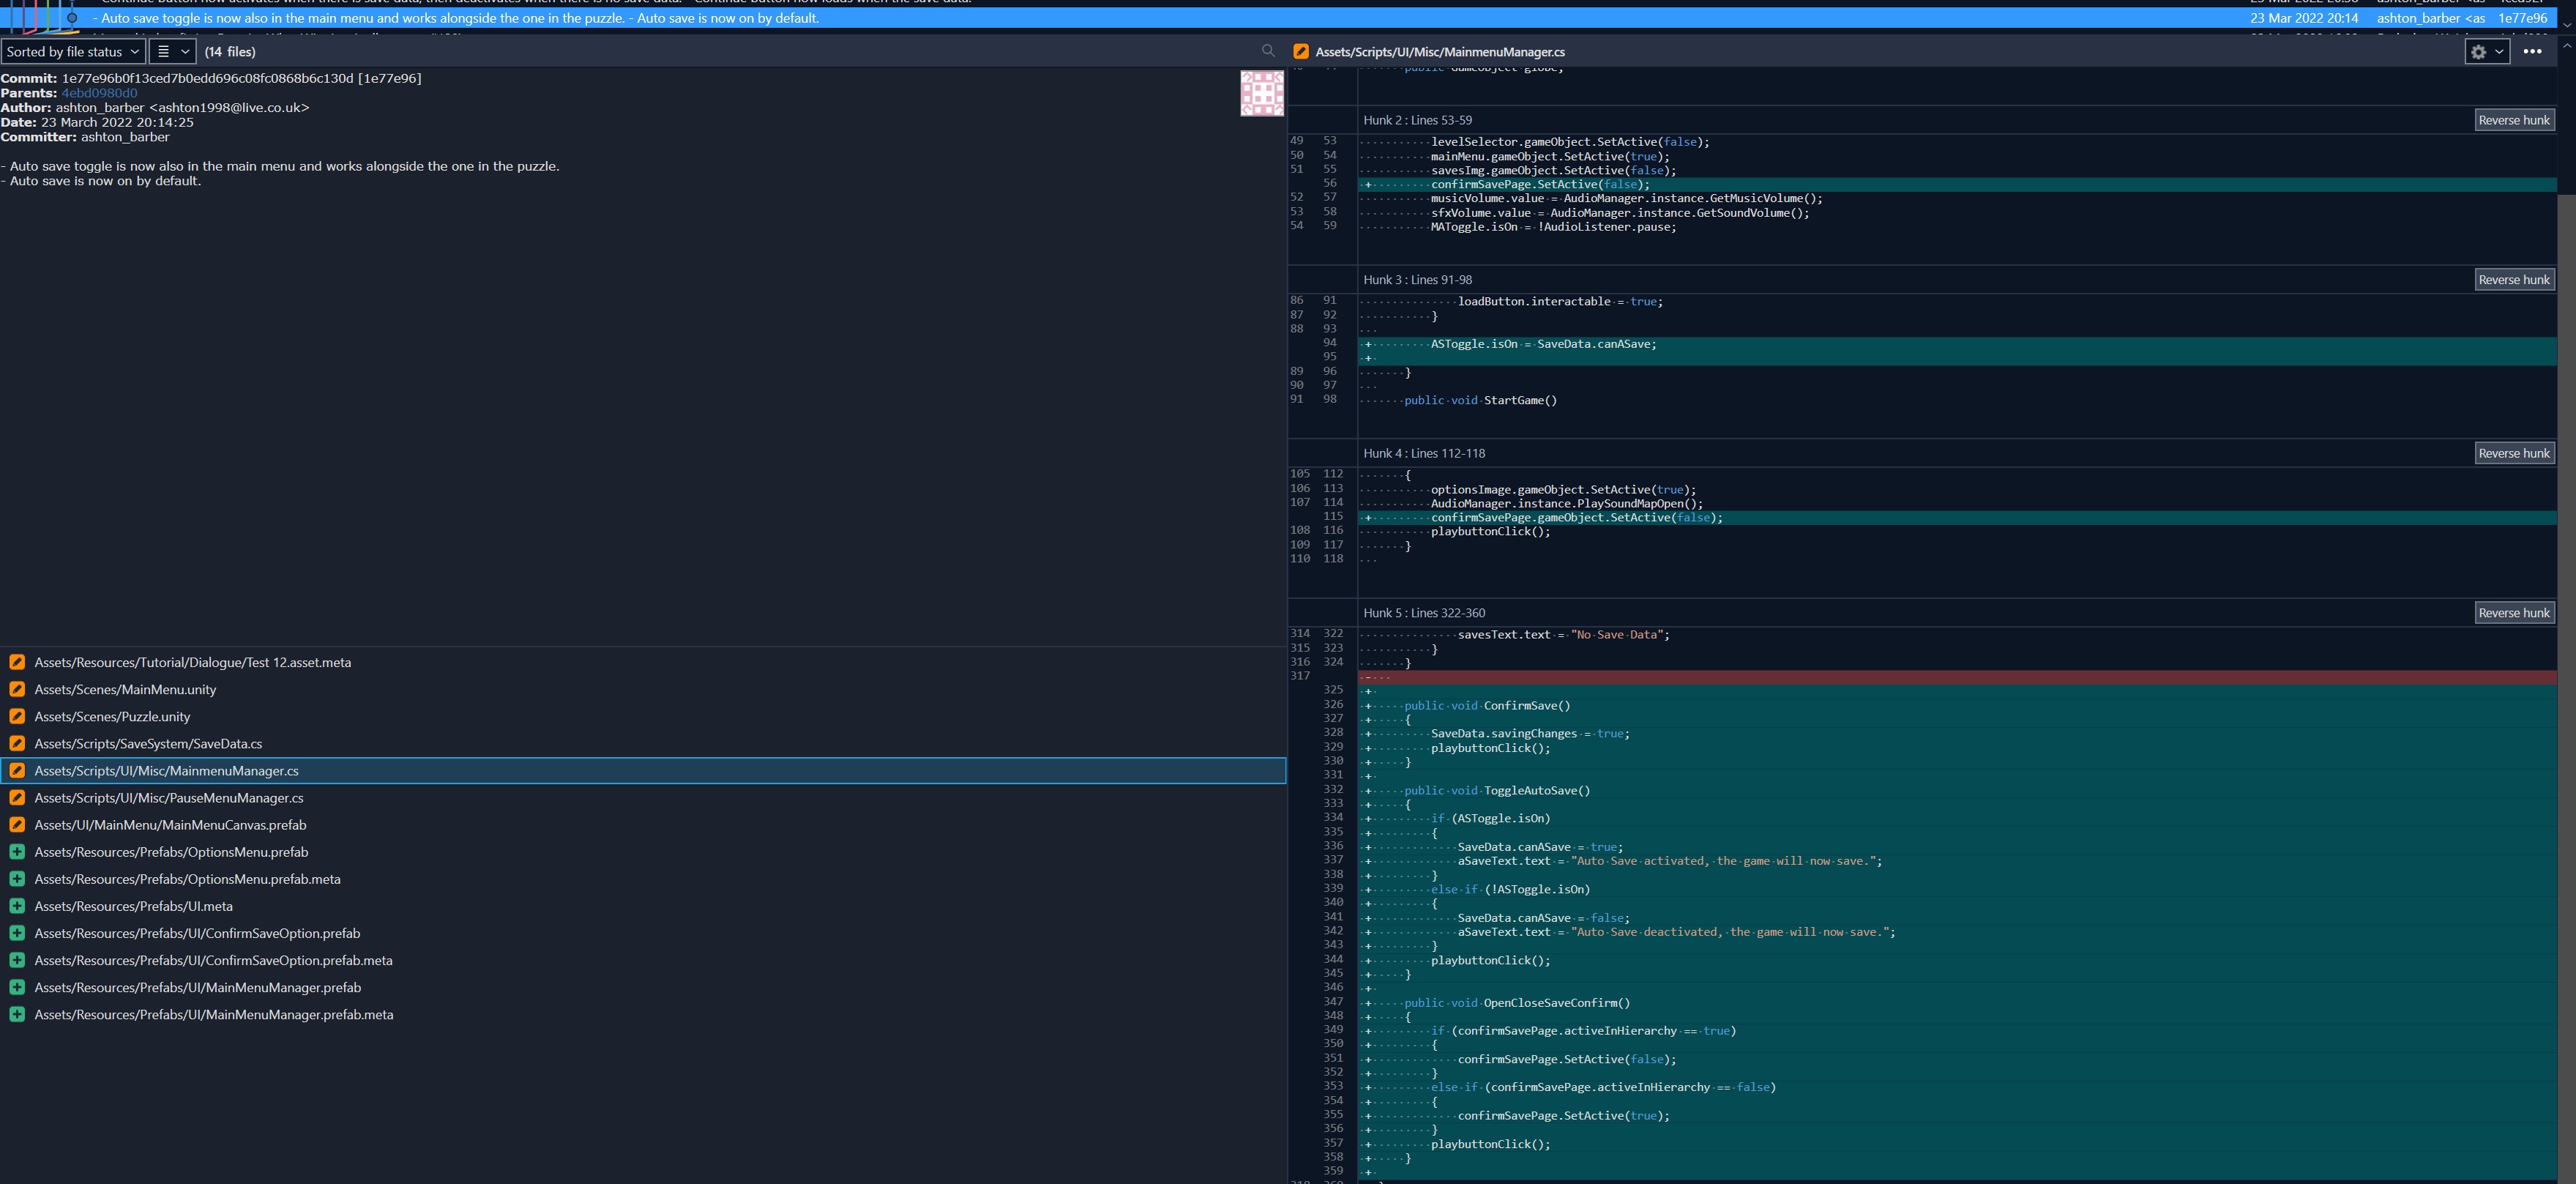 - Auto save toggle is now also in the main menu and works alongside the one in the puzzle. - Auto save is now on by default. 23 Mar 2022 20:14 ashton_barber <as 1e77e96
Sorted by file status (14 files)
Commit: 1e77e96b0f13ced7b0edd696c08fc0868b6c130d [1e77e96]
Parents: 4ebd0980d0
Author: ashton_barber <ashton1998@live.co.uk>
Date: 23 March 2022 20:14:25
Committer: ashton_barber
- Auto save toggle is now also in the main menu and works alongside the one in the puzzle.
- Auto save is now on by default.
Assets/Resources/Tutorial/Dialogue/Test 12.asset.meta
Assets/Scenes/MainMenu.unity
Assets/Scenes/Puzzle.unity
Assets/Scripts/SaveSystem/SaveData.cs
Assets/Scripts/UI/Misc/MainmenuManager.cs
Assets/Scripts/UI/Misc/PauseMenuManager.cs
Assets/UI/MainMenu/MainMenuCanvas.prefab
Assets/Resources/Prefabs/OptionsMenu.prefab
Assets/Resources/Prefabs/OptionsMenu.prefab.meta
Assets/Resources/Prefabs/UI.meta
Assets/Resources/Prefabs/UI/ConfirmSaveOption.prefab
Assets/Resources/Prefabs/UI/ConfirmSaveOption.prefab.meta
Assets/Resources/Prefabs/UI/MainMenuManager.prefab
Assets/Resources/Prefabs/UI/MainMenuManager.prefab.meta
Assets/Scripts/UI/Misc/MainmenuManager.cs
Hunk 2 : Lines 53-59 Reverse hunk
49 53 levelSelector.gameObject.SetActive(false);
50 54 mainMenu.gameObject.SetActive(true);
51 55 savesImg.gameObject.SetActive(false);
56 + confirmSavePage.SetActive(false);
52 57 musicVolume.value = AudioManager.instance.GetMusicVolume();
53 58 sfxVolume.value = AudioManager.instance.GetSoundVolume();
54 59 MAToggle.isOn = !AudioListener.pause;
Hunk 3 : Lines 91-98 Reverse hunk
86 91 loadButton.interactable = true;
87 92 }
88 93
94 + ASToggle.isOn = SaveData.canASave;
95 +
89 96 }
90 97
91 98 public void StartGame()
Hunk 4 : Lines 112-118 Reverse hunk
105 112 {
106 113 optionsImage.gameObject.SetActive(true);
107 114 AudioManager.instance.PlaySoundMapOpen();
115 + confirmSavePage.gameObject.SetActive(false);
108 116 playbuttonClick();
109 117 }
110 118
Hunk 5 : Lines 322-360 Reverse hunk
314 322 savesText.text = "No Save Data";
315 323 }
316 324 }
317 -
325 +
326 + public void ConfirmSave()
327 + {
328 + SaveData.savingChanges = true;
329 + playbuttonClick();
330 + }
331 +
332 + public void ToggleAutoSave()
333 + {
334 + if (ASToggle.isOn)
335 + {
336 + SaveData.canASave = true;
337 + aSaveText.text = "Auto Save activated, the game will now save.";
338 + }
339 + else if (!ASToggle.isOn)
340 + {
341 + SaveData.canASave = false;
342 + aSaveText.text = "Auto Save deactivated, the game will now save.";
343 + }
344 + playbuttonClick();
345 + }
346 +
347 + public void OpenCloseSaveConfirm()
348 + {
349 + if (confirmSavePage.activeInHierarchy == true)
350 + {
351 + confirmSavePage.SetActive(false);
352 + }
353 + else if (confirmSavePage.activeInHierarchy == false)
354 + {
355 + confirmSavePage.SetActive(true);
356 + }
357 + playbuttonClick();
358 + }
359 +